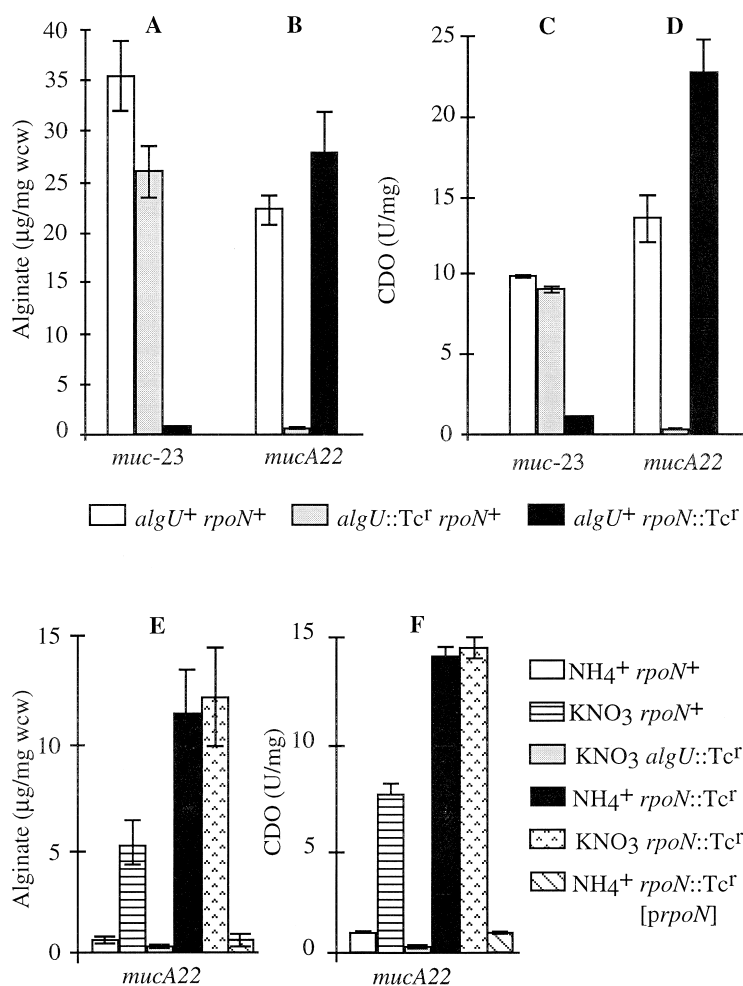 A B C D
Alginate (µg/mg wcw)
40
35
30
25
20
15
10
5
0
muc-23 mucA22
CDO (U/mg)
25
20
15
10
5
0
muc-23 mucA22
algU+ rpoN+ algU::Tcr rpoN+ algU+ rpoN::Tcr
E F
Alginate (µg/mg wcw)
15
10
5
0
mucA22
CDO (U/mg)
15
10
5
0
mucA22
NH4+ rpoN+
KNO3 rpoN+
KNO3 algU::Tcr
NH4+ rpoN::Tcr
KNO3 rpoN::Tcr
NH4+ rpoN::Tcr
[prpoN]